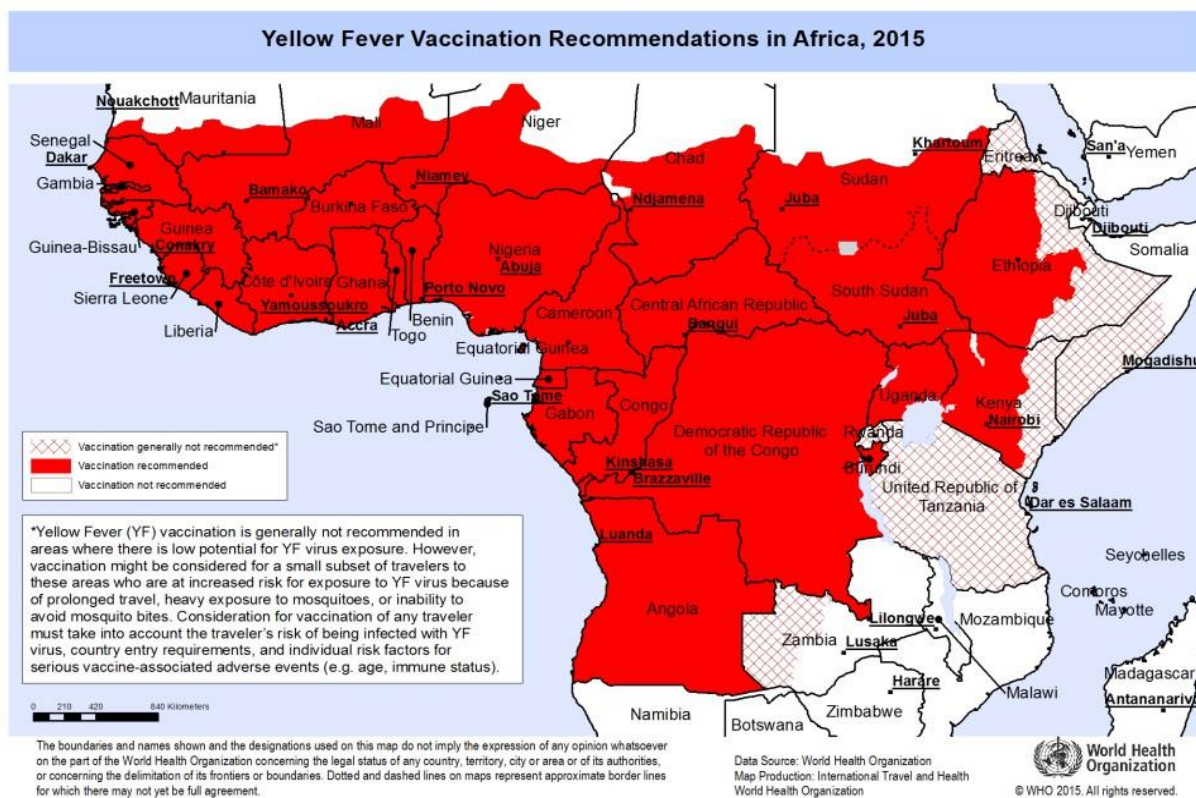 Yellow Fever Vaccination Recommendations in Africa, 2015
Nouakchott
Mauritania
Mali
Niger
Chad
Khartoum
Sudan
Eritrea
San'a
Yemen
Senegal
Dakar
Gambia
Bamako
Burkina Faso
Niamey
Ndjamena
Juba
Djibouti
Djibouti
Somalia
Guinea
Guinea-Bissau
Conakry
Nigeria
Abuja
Ethiopia
Freetown
Sierra Leone
Côte d'Ivoire
Ghana
Yamoussoukro
Porto Novo
Central African Republic
South Sudan
Juba
Liberia
Accra
Togo
Benin
Cameroon
Bangui
Equatorial Guinea
Mogadishu
Equatorial Guinea
Sao Tome
Gabon
Congo
Uganda
Kenya
Nairobi
Sao Tome and Principe
Democratic Republic
of the Congo
Rwanda
Burundi
Kinshasa
Brazzaville
United Republic of
Tanzania
Dar es Salaam
Vaccination generally not recommended*
Vaccination recommended
Vaccination not recommended
Luanda
Seychelles
*Yellow Fever (YF) vaccination is generally not recommended in
areas where there is low potential for YF virus exposure. However,
vaccination might be considered for a small subset of travelers to
these areas who are at increased risk for exposure to YF virus because
of prolonged travel, heavy exposure to mosquitoes, or inability to
avoid mosquito bites. Consideration for vaccination of any traveler
must take into account the traveler's risk of being infected with YF
virus, country entry requirements, and individual risk factors for
serious vaccine-associated adverse events (e.g. age, immune status).
Angola
Comoros
Mayotte
Lilongwe
Mozambique
Zambia
Lusaka
Madagascar
Harare
Malawi
Antananariv
Namibia
Botswana
Zimbabwe
0 210 420 840 Kilometers
The boundaries and names shown and the designations used on this map do not imply the expression of any opinion whatsoever
on the part of the World Health Organization concerning the legal status of any country, territory, city or area or of its authorities,
or concerning the delimitation of its frontiers or boundaries. Dotted and dashed lines on maps represent approximate border lines
for which there may not yet be full agreement.
Data Source: World Health Organization
Map Production: International Travel and Health
World Health Organization
World Health
Organization
© WHO 2015. All rights reserved.